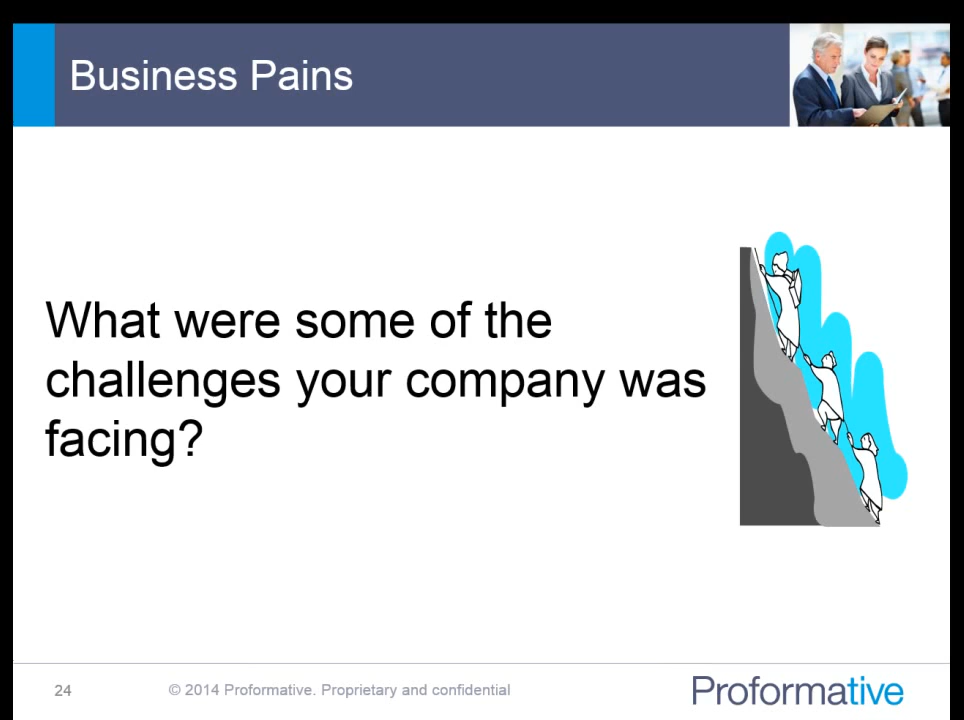 Business Pains
What were some of the
challenges your company was
facing?
24
© 2014 Proformative. Proprietary and confidential
Proformative